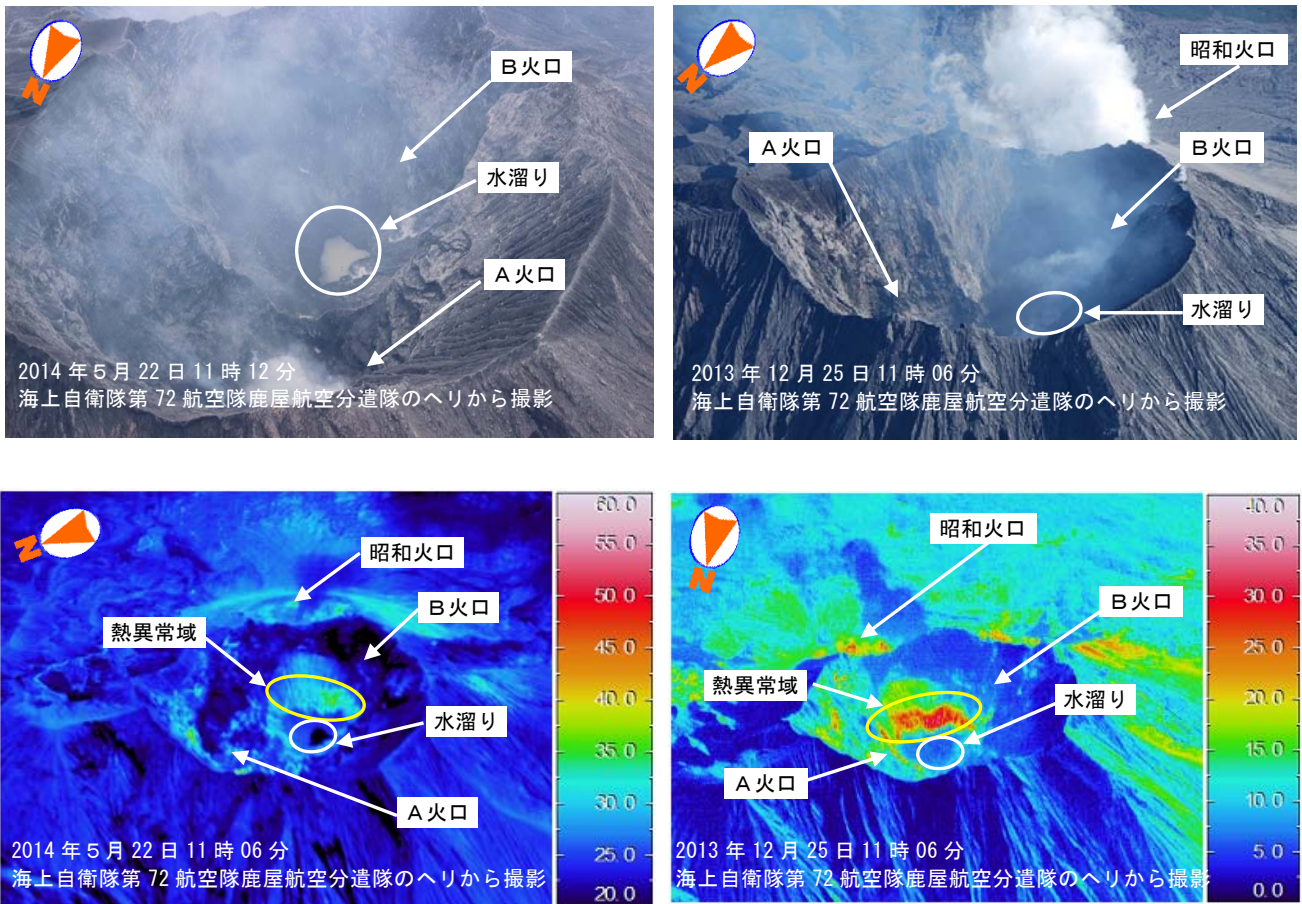 N
B火口
水溜り
A火口
2014年5月22日11時12分
海上自衛隊第72航空隊鹿屋航空分遣隊のヘリから撮影
N
昭和火口
A火口
B火口
水溜り
2013年12月25日11時06分
海上自衛隊第72航空隊鹿屋航空分遣隊のヘリから撮影
N
昭和火口
B火口
熱異常域
水溜り
A火口
2014年5月22日11時06分
海上自衛隊第72航空隊鹿屋航空分遣隊のヘリから撮影
60.0
55.0
50.0
45.0
40.0
35.0
30.0
25.0
20.0
N
昭和火口
B火口
熱異常域
水溜り
A火口
2013年12月25日11時06分
海上自衛隊第72航空隊鹿屋航空分遣隊のヘリから撮影
40.0
35.0
30.0
25.0
20.0
15.0
10.0
5.0
0.0